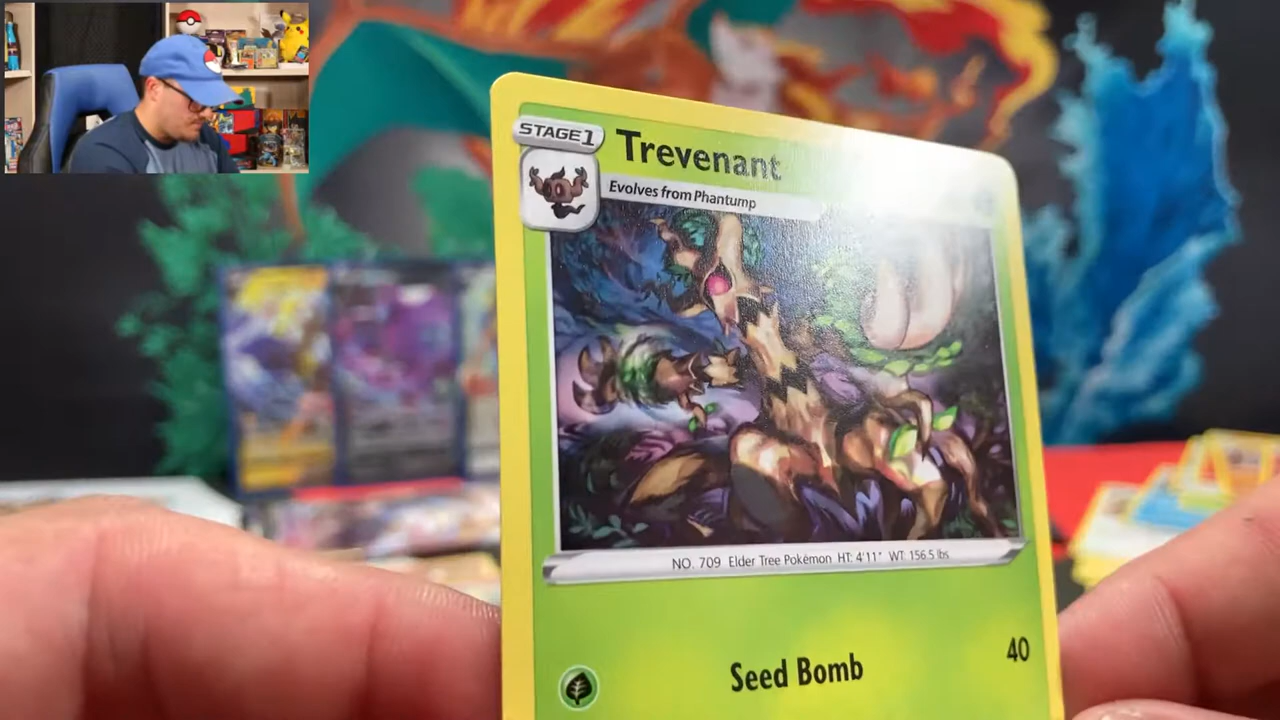 STAGE 1
Trevenant
Evolves from Phantump
NO. 709 Elder Tree Pokémon HT: 4'11" WT: 156.5 lbs
Seed Bomb 40